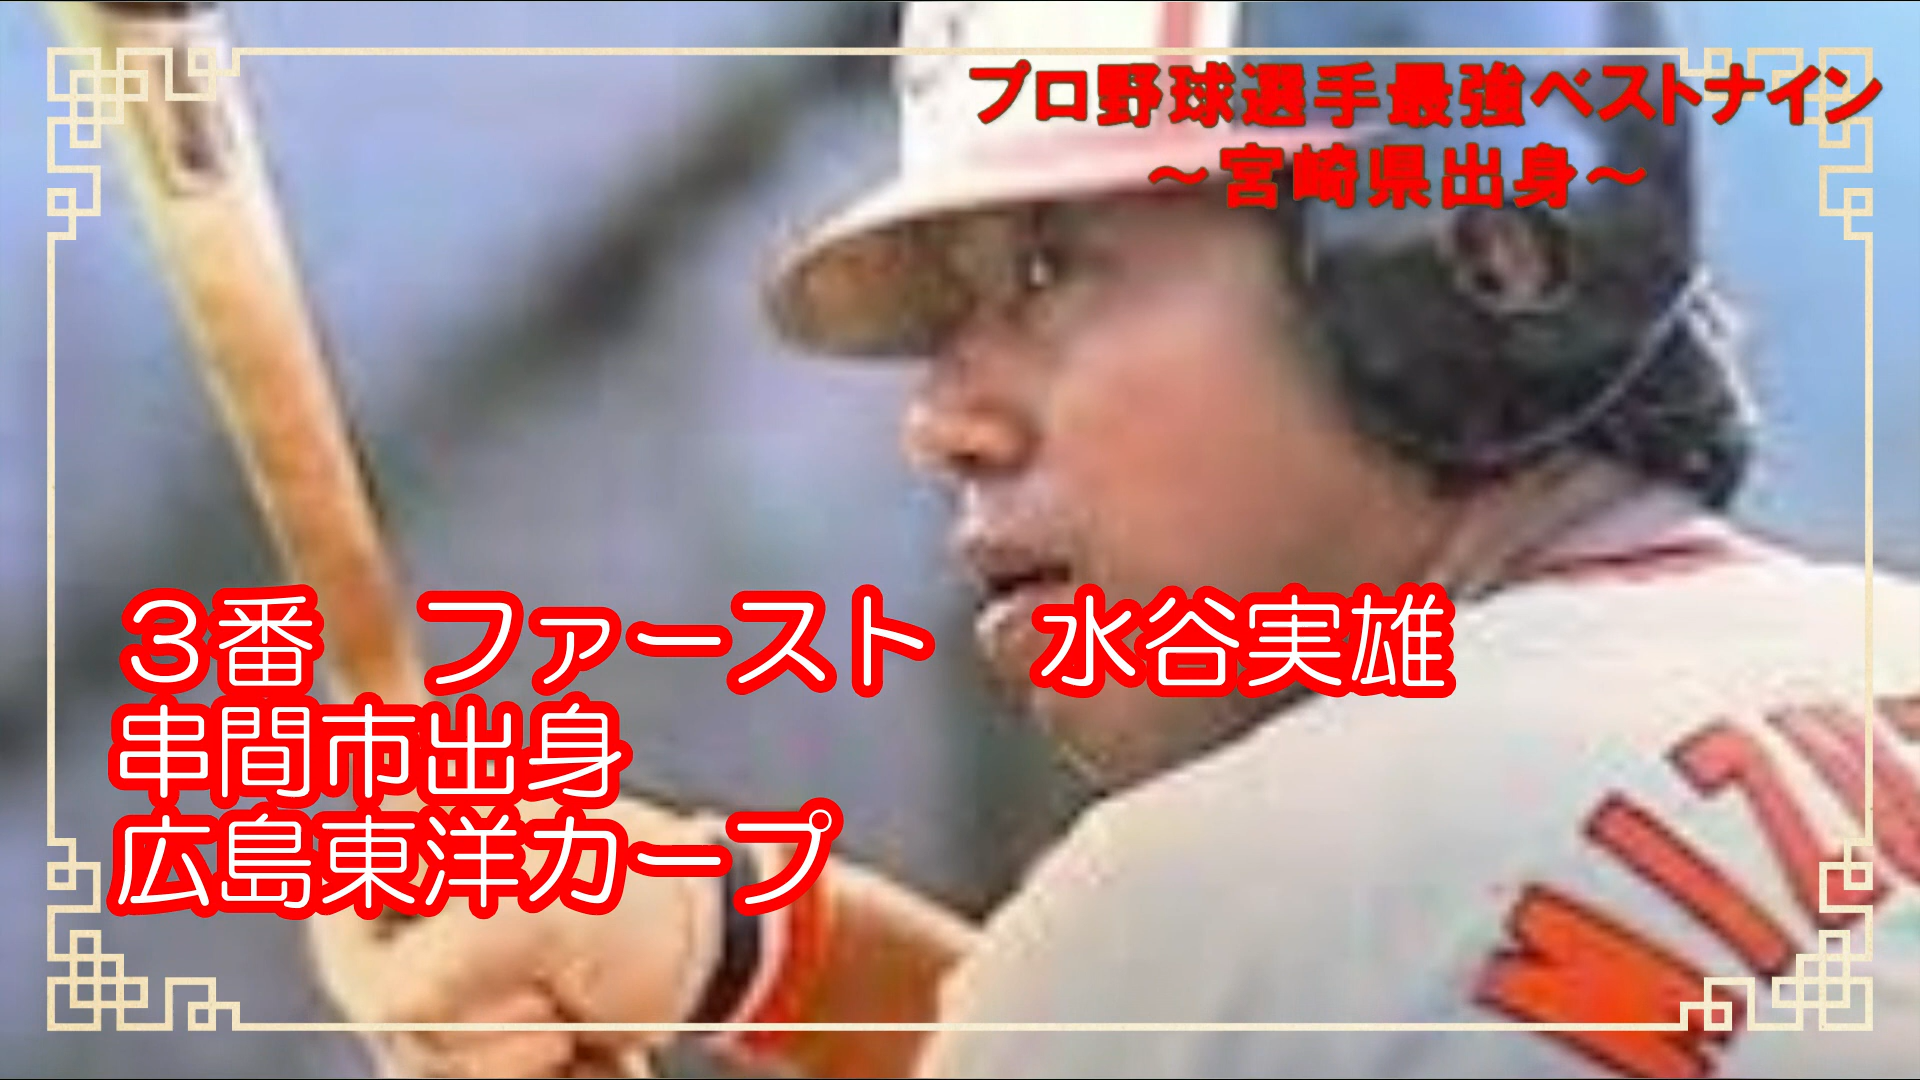 プロ野球選手最強ベストナイン
～宮崎県出身～
３番　ファースト　水谷実雄
串間市出身
広島東洋カープ
MIZU